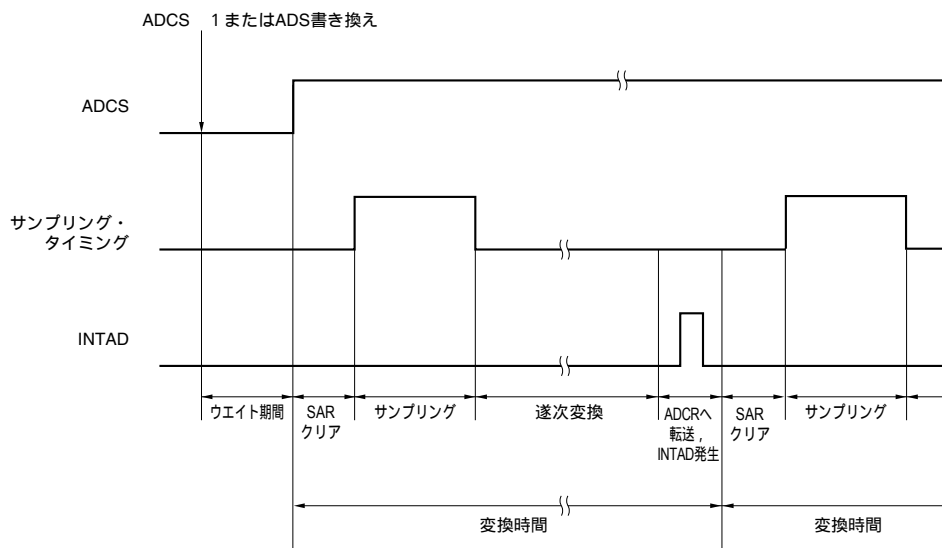 ADCS 1またはADS書き換え
ADCS
サンプリング・
タイミング
INTAD
ウエイト期間
SAR
クリア
サンプリング
逐次変換
ADCRへ
転送，
INTAD発生
SAR
クリア
サンプリング
変換時間
変換時間